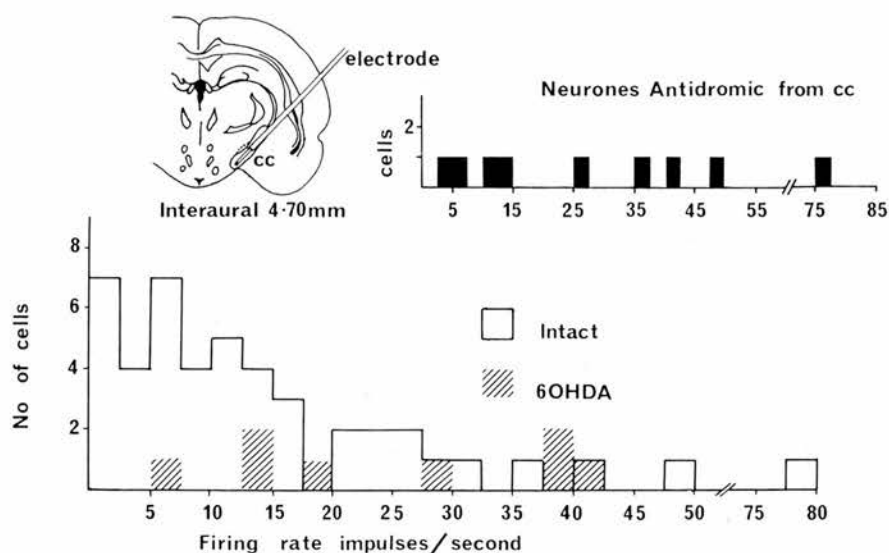 electrode
cc
Interaural 4·70mm
Neurones Antidromic from cc
cells
2
5 15 25 35 45 55 75 85
No of cells
8
6
4
2
Intact
6OHDA
5 10 15 20 25 30 35 40 45 50 75 80
Firing rate impulses/second